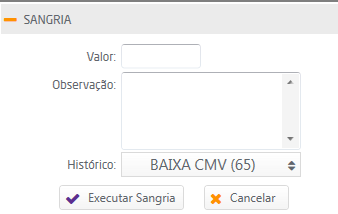 SANGRIA
Valor:
Observação:
Histórico: BAIXA CMV (65)
Executar Sangria Cancelar